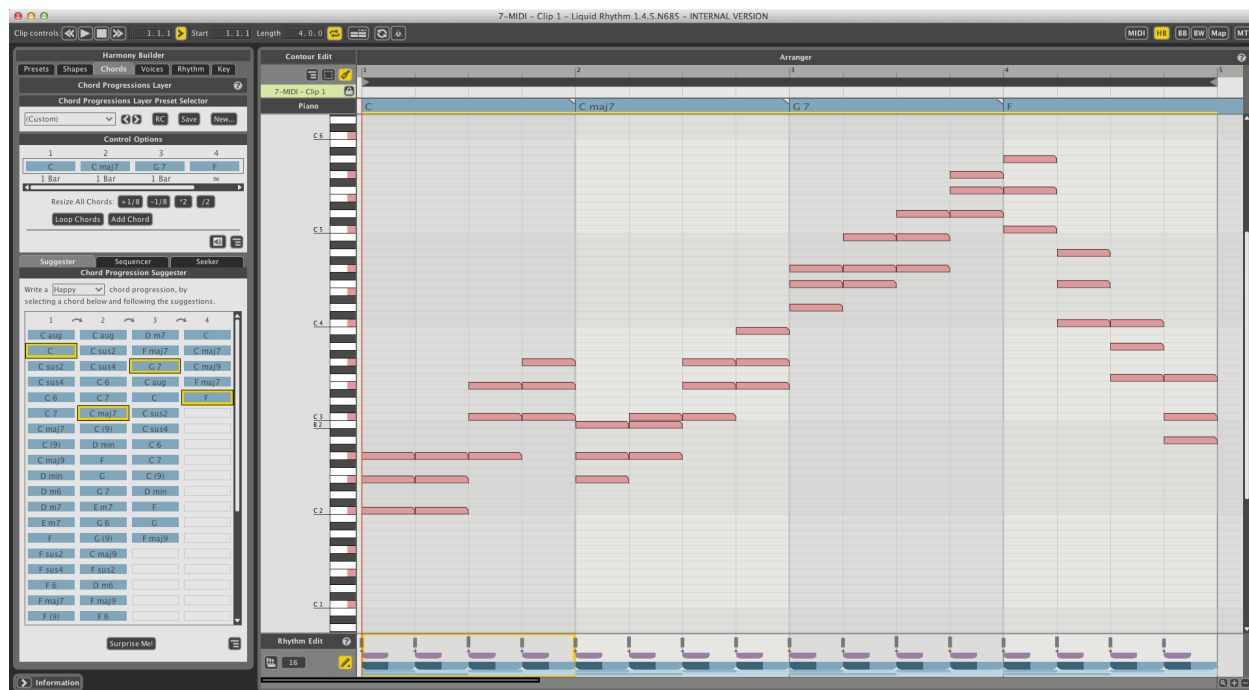 7-MIDI - Clip 1 - Liquid Rhythm 1.4.5.N685 - INTERNAL VERSION
Clip controls: 1. 1. 1 Start 1. 1. 1 Length 4. 0. 0 MIDI HB BB BW Map MT
Harmony Builder
Presets Shapes Chords Voices Rhythm Key
Chord Progressions Layer ?
Chord Progressions Layer Preset Selector
(Custom) RC Save New...
Control Options
1 2 3 4
C C maj7 G 7 F
1 Bar 1 Bar 1 Bar ∞
Resize All Chords: +1/8 -1/8 *2 /2
Loop Chords Add Chord
Suggester Sequencer Seeker
Chord Progression Suggester
Write a Happy chord progression, by
selecting a chord below and following the suggestions.
1 2 3 4
C aug C aug D m7 C
C C sus2 F maj7 C maj7
C sus2 C sus4 G 7 C maj9
C sus4 C 6 C aug F maj7
C 6 C 7 C F
C 7 C maj7 C sus2
C maj7 C (9) C sus4
C (9) D min C 6
C maj9 F C 7
D min G C (9)
D m6 G 7 D min
D m7 E m7 F
E m7 G 6 G
F G (9) F maj9
F sus2 C maj9
F sus4 F sus2
F 6 D m6
F maj7 F maj9
F (9) F 6
Surprise Me!
Information
Contour Edit Arranger ?
1 2 3 4 5
7-MIDI - Clip 1
Piano C C maj7 G 7 F
C 6
C 5
C 4
C 3
B 2
C 2
C 1
Rhythm Edit ?
16